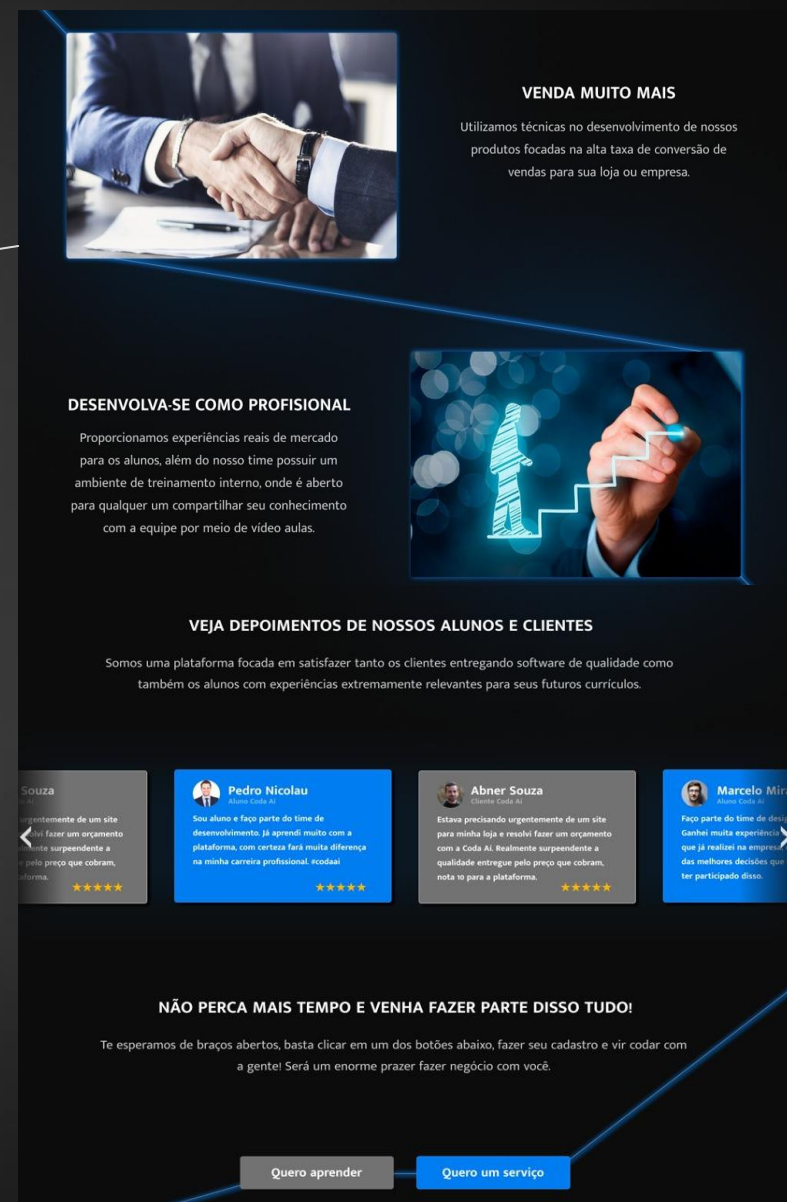 VENDA MUITO MAIS
Utilizamos técnicas no desenvolvimento de nossos
produtos focadas na alta taxa de conversão de
vendas para sua loja ou empresa.
DESENVOLVA-SE COMO PROFISIONAL
Proporcionamos experiências reais de mercado
para os alunos, além do nosso time possuir um
ambiente de treinamento interno, onde é aberto
para qualquer um compartilhar seu conhecimento
com a equipe por meio de vídeo aulas.
VEJA DEPOIMENTOS DE NOSSOS ALUNOS E CLIENTES
Somos uma plataforma focada em satisfazer tanto os clientes entregando software de qualidade como
também os alunos com experiências extremamente relevantes para seus futuros currículos.
Souza
de um site
fazer um orçamento
surpreendente a
pelo preço que cobram,
Pedro Nicolau
Aluno Coda Aí
Sou aluno e faço parte do time de
desenvolvimento. Já aprendi muito com a
plataforma, com certeza fará muita diferença
na minha carreira profissional. #codaai
Abner Souza
Cliente Coda Aí
Estava precisando urgentemente de um site
para minha loja e resolvi fazer um orçamento
com a Coda Aí. Realmente surpeendente a
qualidade entregue pelo preço que cobram,
nota 10 para a plataforma.
Marcelo
Aluno Coda Aí
Faço parte do time de
Ganhei muita experiência
que já realizei na empresa,
das melhores decisões que
ter participado disso.
NÃO PERCA MAIS TEMPO E VENHA FAZER PARTE DISSO TUDO!
Te esperamos de braços abertos, basta clicar em um dos botões abaixo, fazer seu cadastro e vir codar com
a gente! Será um enorme prazer fazer negócio com você.
Quero aprender
Quero um serviço